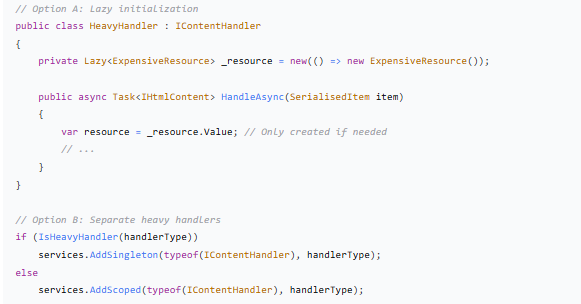 // Option A: Lazy initialization
public class HeavyHandler : IContentHandler
{
    private Lazy<ExpensiveResource> _resource = new(() => new ExpensiveResource());

    public async Task<IHtmlContent> HandleAsync(SerialisedItem item)
    {
        var resource = _resource.Value; // Only created if needed
        // ...
    }
}

// Option B: Separate heavy handlers
if (IsHeavyHandler(handlerType))
    services.AddSingleton(typeof(IContentHandler), handlerType);
else
    services.AddScoped(typeof(IContentHandler), handlerType);